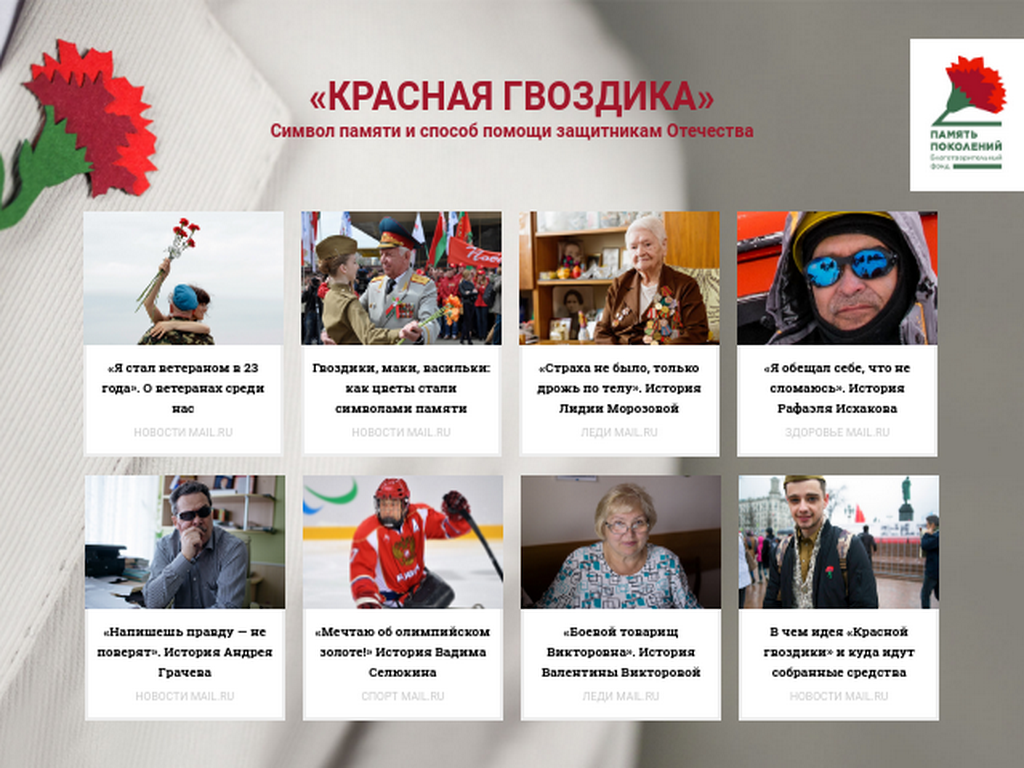 «КРАСНАЯ ГВОЗДИКА»
Символ памяти и способ помощи защитникам Отечества
ПАМЯТЬ
ПОКОЛЕНИЙ
Благотворительный
фонд
«Я стал ветераном в 23
года». О ветеранах среди
нас
НОВОСТИ MAIL.RU
Гвоздики, маки, васильки:
как цветы стали
символами памяти
НОВОСТИ MAIL.RU
«Страха не было, только
дрожь по телу». История
Лидии Морозовой
ЛЕДИ MAIL.RU
«Я обещал себе, что не
сломаюсь». История
Рафаэля Исхакова
ЗДОРОВЬЕ MAIL.RU
«Напишешь правду — не
поверят». История Андрея
Грачева
НОВОСТИ MAIL.RU
«Мечтаю об олимпийском
золоте!» История Вадима
Селюкина
СПОРТ MAIL.RU
«Боевой товарищ
Викторовна». История
Валентины Викторовой
ЛЕДИ MAIL.RU
В чем идея «Красной
гвоздики» и куда идут
собранные средства
НОВОСТИ MAIL.RU